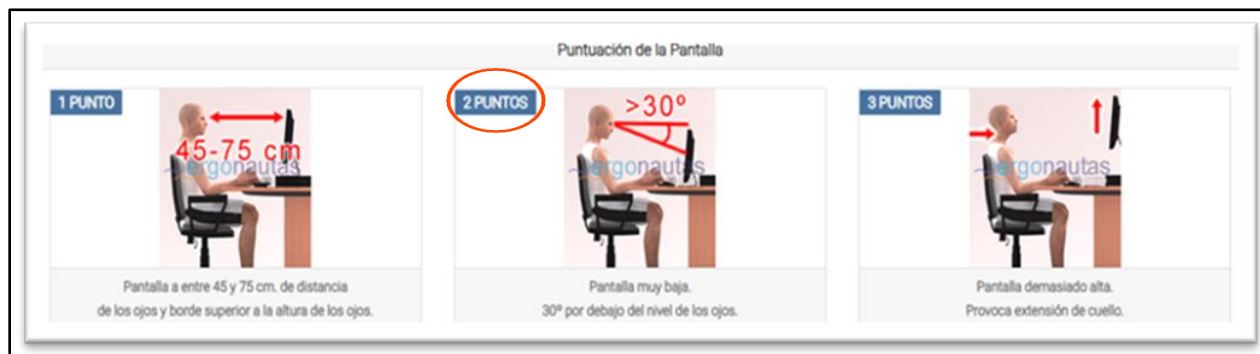 Puntuación de la Pantalla
1 PUNTO
45-75 cm
ergonautas
Pantalla a entre 45 y 75 cm. de distancia
de los ojos y borde superior a la altura de los ojos.
2 PUNTOS
>30º
ergonautas
Pantalla muy baja.
30º por debajo del nivel de los ojos.
3 PUNTOS
ergonautas
Pantalla demasiado alta.
Provoca extensión de cuello.